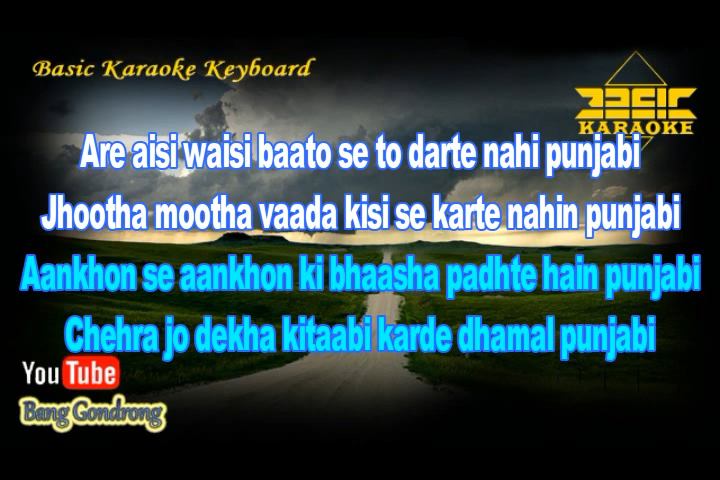 Basic Karaoke Keyboard
BASIC
KARAOKE
Are aisi waisi baato se to darte nahi punjabi
Jhootha mootha vaada kisi se karte nahin punjabi
Aankhon se aankhon ki bhaasha padhte hain punjabi
Chehra jo dekha kitaabi karde dhamal punjabi
YouTube
Bang Gondrong